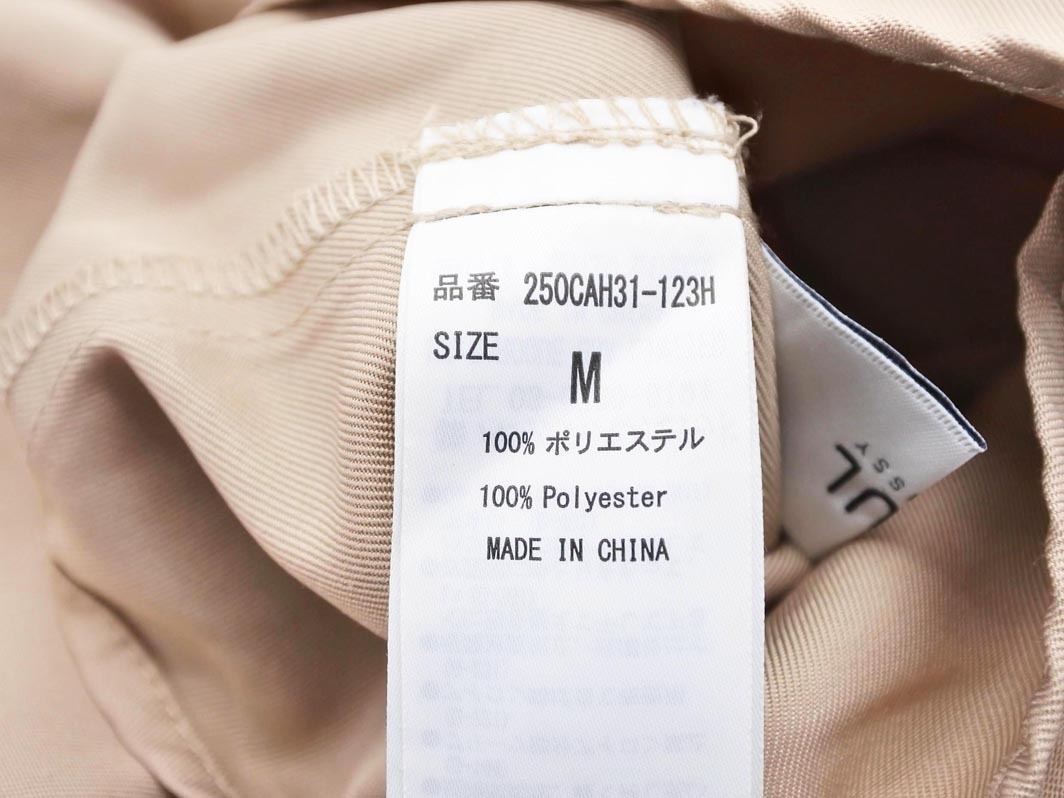 品番 250CAH31-123H
SIZE
M
100% ポリエステル
100% Polyester
MADE IN CHINA